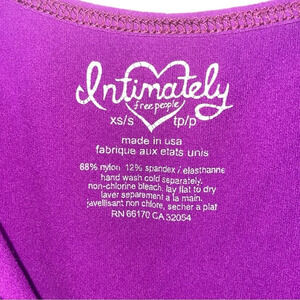 Intimately
free people
xs/s tp/p
made in usa
fabrique aux etats unis
88% nylon 12% spandex / elasthanne
hand wash cold separately.
non-chlorine bleach. lay flat to dry
laver separement a la main.
javellisant non chlore, secher a plat
RN 66170 CA 32054